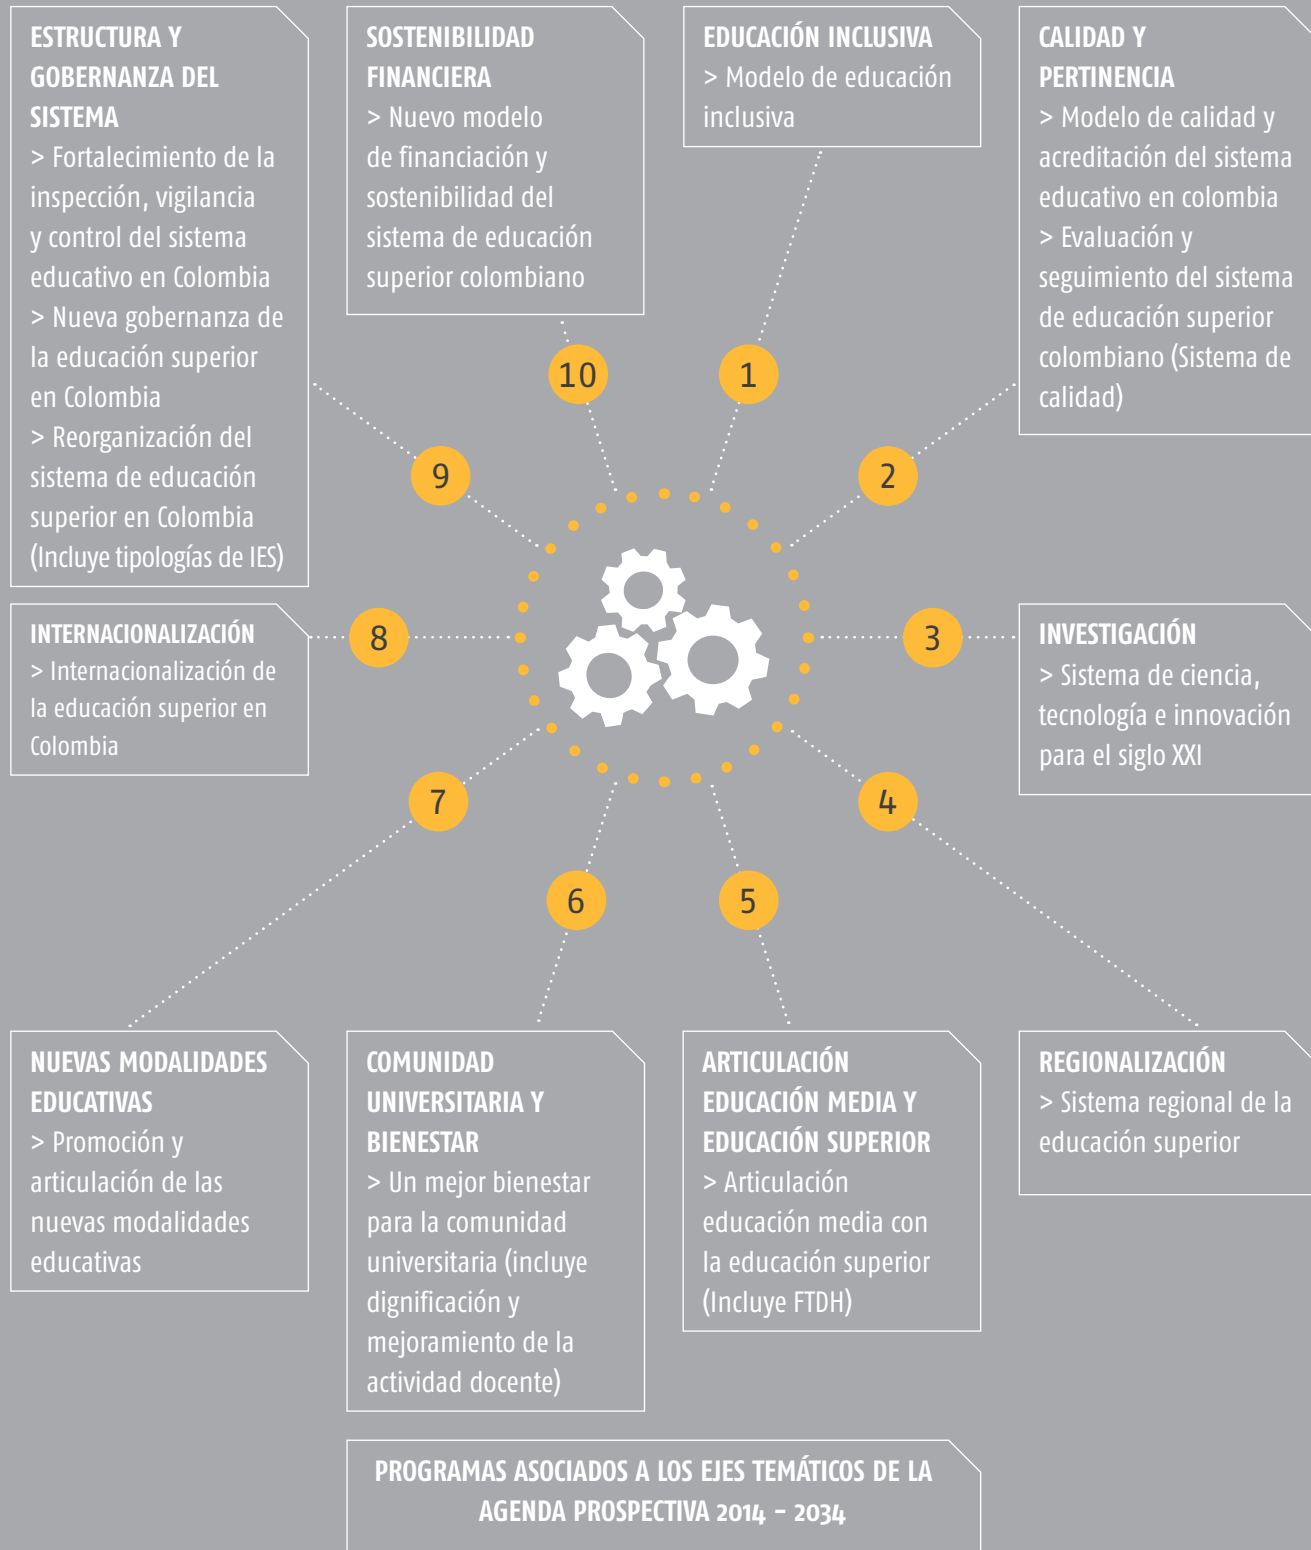 ESTRUCTURA Y
GOBERNANZA DEL
SISTEMA
> Fortalecimiento de la
inspección, vigilancia
y control del sistema
educativo en Colombia
> Nueva gobernanza de
la educación superior
en Colombia
> Reorganización del
sistema de educación
superior en Colombia
(Incluye tipologías de IES)
SOSTENIBILIDAD
FINANCIERA
> Nuevo modelo
de financiación y
sostenibilidad del
sistema de educación
superior colombiano
EDUCACIÓN INCLUSIVA
> Modelo de educación
inclusiva
CALIDAD Y
PERTINENCIA
> Modelo de calidad y
acreditación del sistema
educativo en colombia
> Evaluación y
seguimiento del sistema
de educación superior
colombiano (Sistema de
calidad)
10
1
9
2
8
3
7
4
6
5
INTERNACIONALIZACIÓN
> Internacionalización de
la educación superior en
Colombia
INVESTIGACIÓN
> Sistema de ciencia,
tecnología e innovación
para el siglo XXI
NUEVAS MODALIDADES
EDUCATIVAS
> Promoción y
articulación de las
nuevas modalidades
educativas
COMUNIDAD
UNIVERSITARIA Y
BIENESTAR
> Un mejor bienestar
para la comunidad
universitaria (incluye
dignificación y
mejoramiento de la
actividad docente)
ARTICULACIÓN
EDUCACIÓN MEDIA Y
EDUCACIÓN SUPERIOR
> Articulación
educación media con
la educación superior
(Incluye FTDH)
REGIONALIZACIÓN
> Sistema regional de la
educación superior
PROGRAMAS ASOCIADOS A LOS EJES TEMÁTICOS DE LA
AGENDA PROSPECTIVA 2014 – 2034